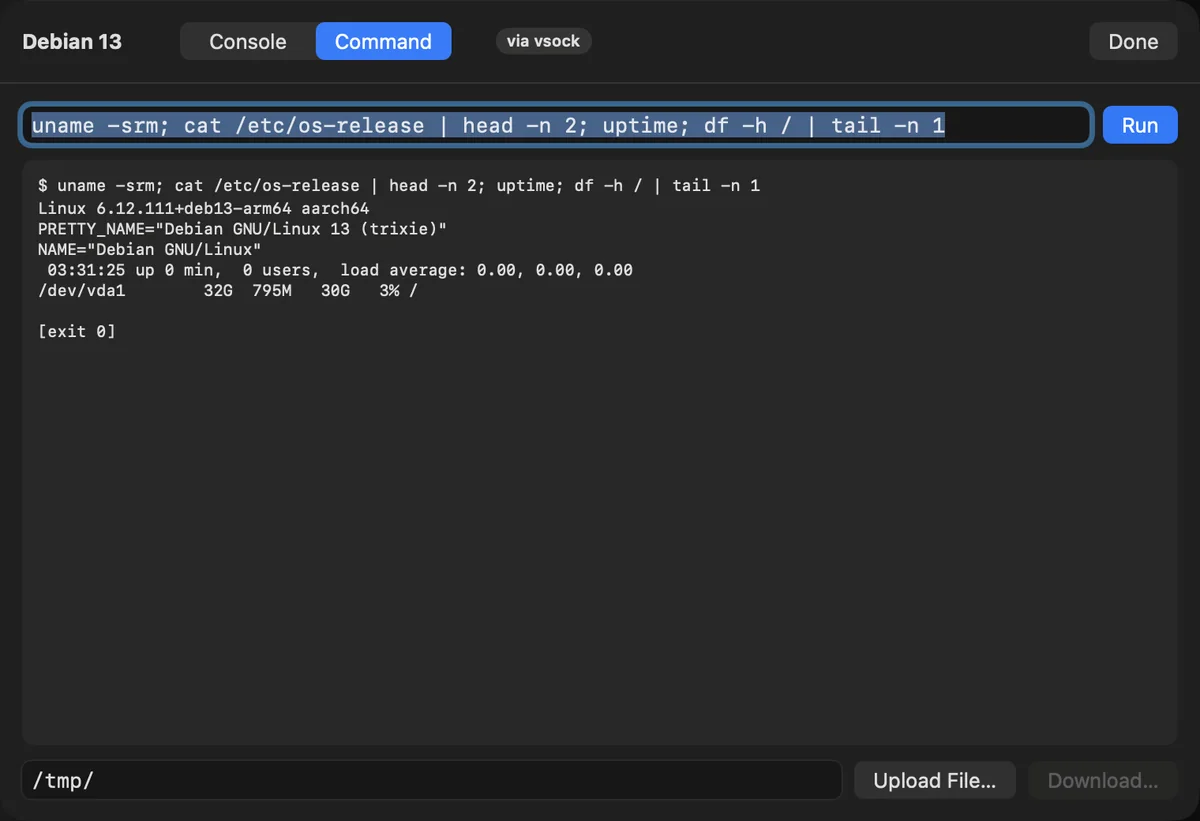 Debian 13
Console
Command
via vsock
Done
uname -srm; cat /etc/os-release | head -n 2; uptime; df -h / | tail -n 1
Run
$ uname -srm; cat /etc/os-release | head -n 2; uptime; df -h / | tail -n 1
Linux 6.12.111+deb13-arm64 aarch64
PRETTY_NAME="Debian GNU/Linux 13 (trixie)"
NAME="Debian GNU/Linux"
 03:31:25 up 0 min,  0 users,  load average: 0.00, 0.00, 0.00
/dev/vda1        32G  795M   30G   3% /
[exit 0]
/tmp/
Upload File...
Download...